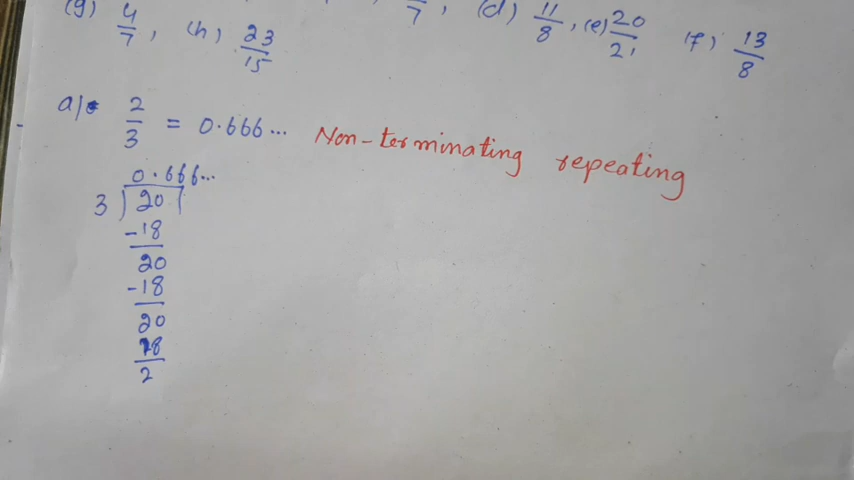 (g) 4/7, (h) 23/15 /7, (d) 11/8, (e) 20/21 (f) 13/8
a) 2/3 = 0.666... Non-terminating repeating
0.666...
3 ) 20 (
-18
20
-18
20
18
2